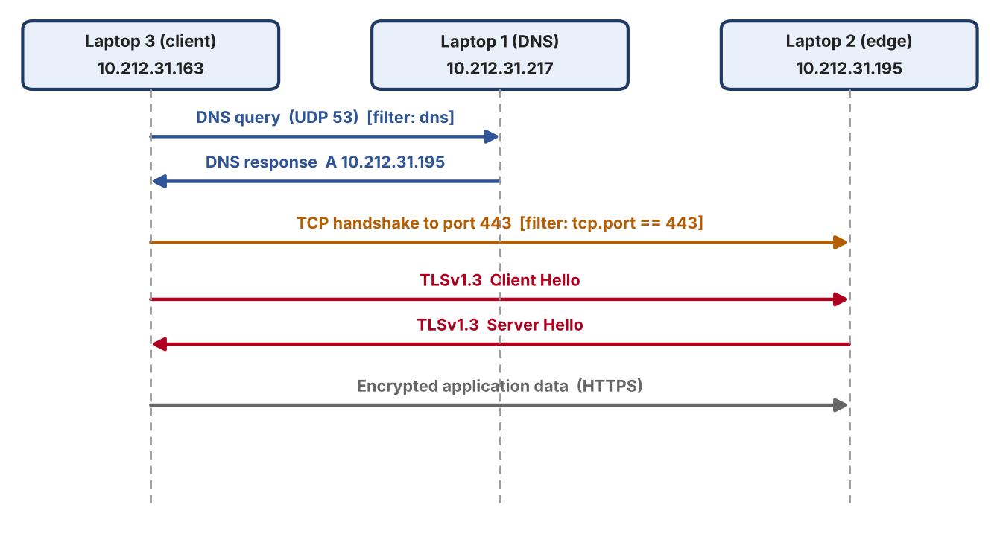 Laptop 3 (client)
10.212.31.163
Laptop 1 (DNS)
10.212.31.217
Laptop 2 (edge)
10.212.31.195
DNS query (UDP 53) [filter: dns]
DNS response A 10.212.31.195
TCP handshake to port 443 [filter: tcp.port == 443]
TLSv1.3 Client Hello
TLSv1.3 Server Hello
Encrypted application data (HTTPS)